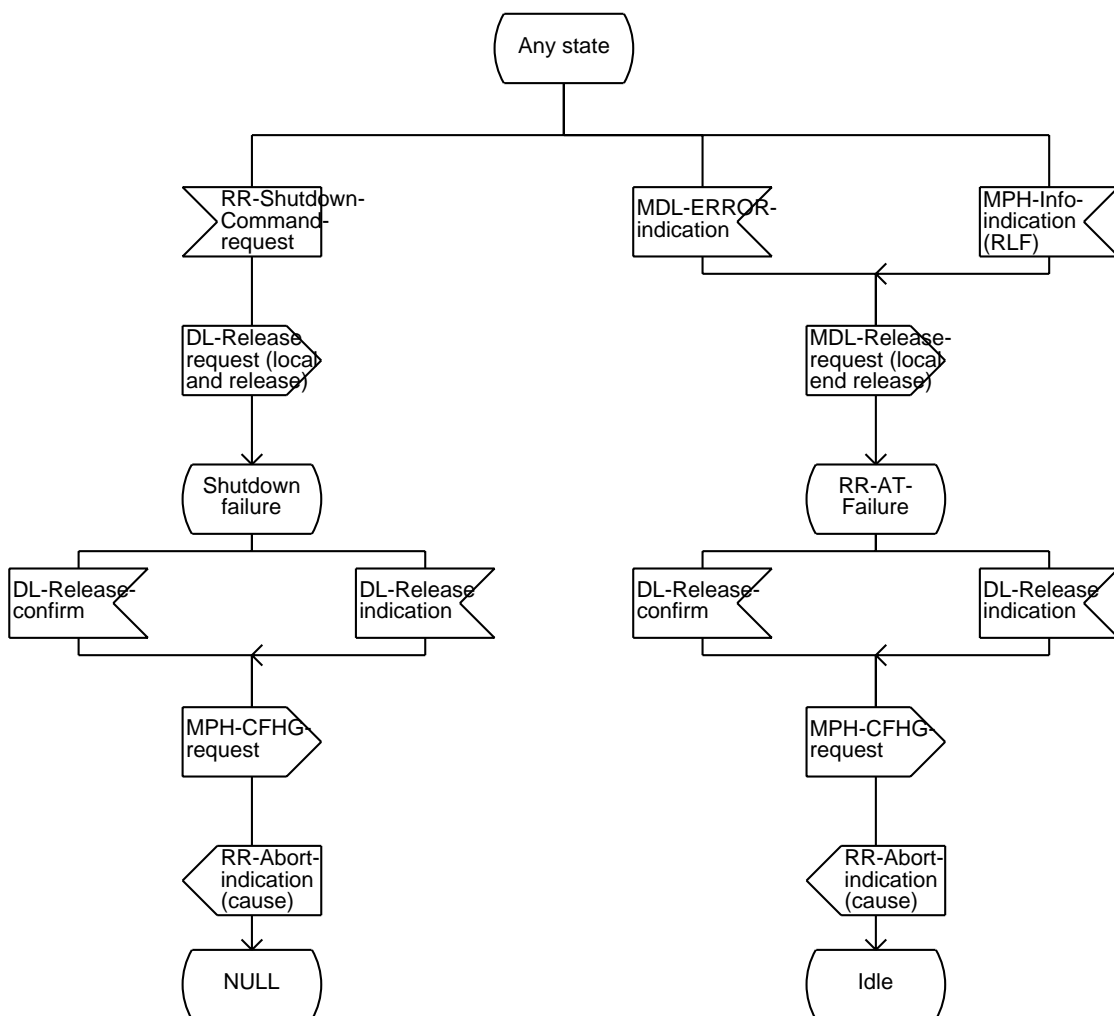 Any state
RR-Shutdown-
Command-
request
MDL-ERROR-
indication
MPH-Info-
indication
(RLF)
DL-Release
request (local
and release)
MDL-Release-
request (local
end release)
Shutdown
failure
RR-AT-
Failure
DL-Release-
confirm
DL-Release
indication
DL-Release-
confirm
DL-Release
indication
MPH-CFHG-
request
MPH-CFHG-
request
RR-Abort-
indication
(cause)
RR-Abort-
indication
(cause)
NULL
Idle